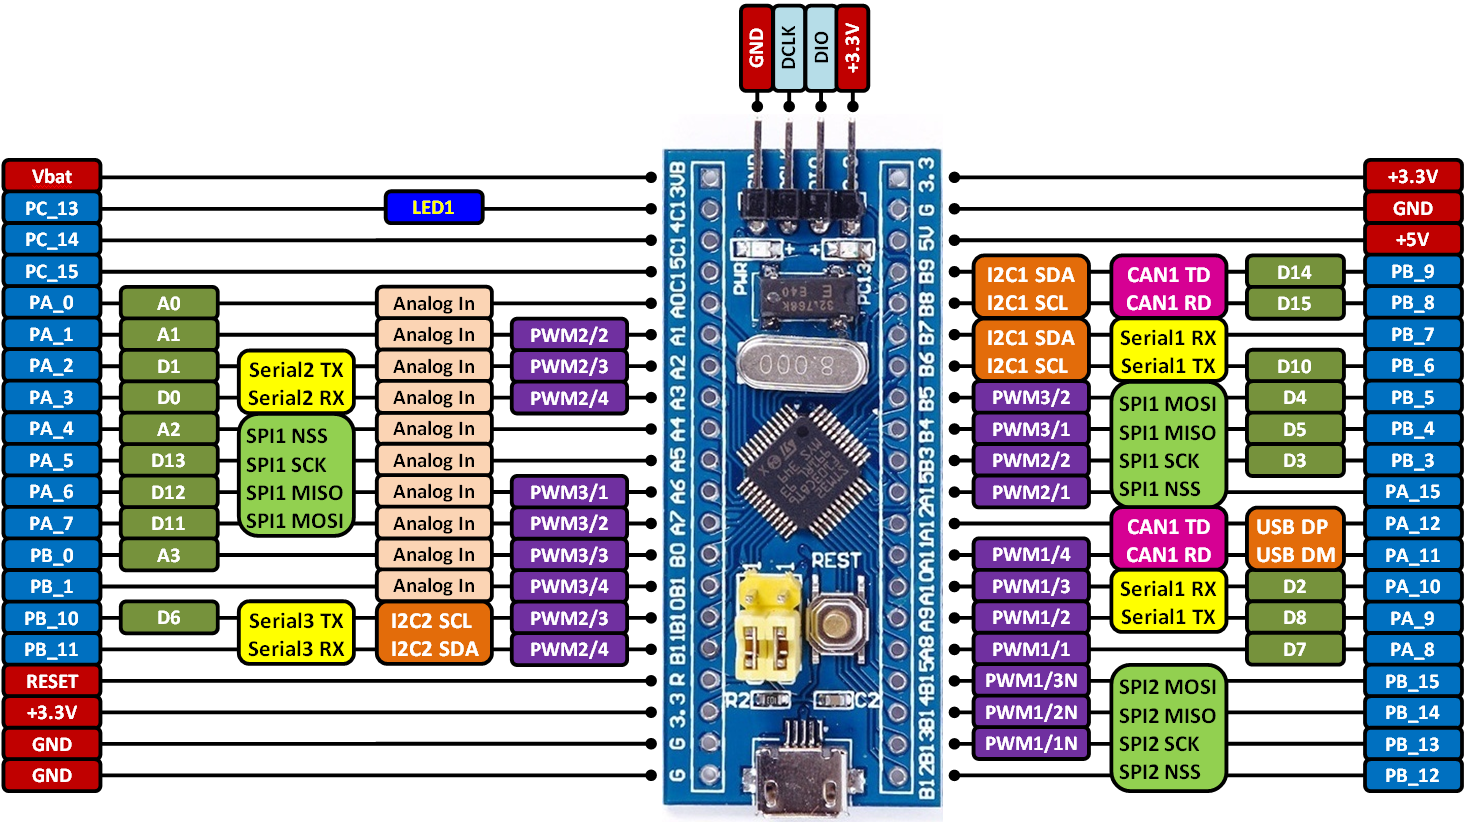 GND
DCLK
DIO
+3.3V
Vbat
PC_13 LED1
PC_14
PC_15
PA_0 A0 Analog In
PA_1 A1 Analog In PWM2/2
PA_2 D1 Serial2 TX Analog In PWM2/3
PA_3 D0 Serial2 RX Analog In PWM2/4
PA_4 A2 SPI1 NSS Analog In
PA_5 D13 SPI1 SCK Analog In
PA_6 D12 SPI1 MISO Analog In PWM3/1
PA_7 D11 SPI1 MOSI Analog In PWM3/2
PB_0 A3 Analog In PWM3/3
PB_1 Analog In PWM3/4
PB_10 D6 Serial3 TX I2C2 SCL PWM2/3
PB_11 Serial3 RX I2C2 SDA PWM2/4
RESET
+3.3V
GND
GND
VB
C13
C14
C15
A0
A1
A2
A3
A4
A5
A6
A7
B0
B1
B10
B11
R
3.3
G
G
PWR
PC13
32.768k
E E40
8.000
REST
1
R2
C2
3.3
G
5V
B9
B8
B7
B6
B5
B4
B3
A15
A12
A11
A10
A9
A8
B15
B14
B13
B12
+3.3V
GND
+5V
I2C1 SDA CAN1 TD D14 PB_9
I2C1 SCL CAN1 RD D15 PB_8
I2C1 SDA Serial1 RX PB_7
I2C1 SCL Serial1 TX D10 PB_6
PWM3/2 SPI1 MOSI D4 PB_5
PWM3/1 SPI1 MISO D5 PB_4
PWM2/2 SPI1 SCK D3 PB_3
PWM2/1 SPI1 NSS PA_15
CAN1 TD USB DP PA_12
PWM1/4 CAN1 RD USB DM PA_11
PWM1/3 Serial1 RX D2 PA_10
PWM1/2 Serial1 TX D8 PA_9
PWM1/1 D7 PA_8
PWM1/3N SPI2 MOSI PB_15
PWM1/2N SPI2 MISO PB_14
PWM1/1N SPI2 SCK PB_13
SPI2 NSS PB_12